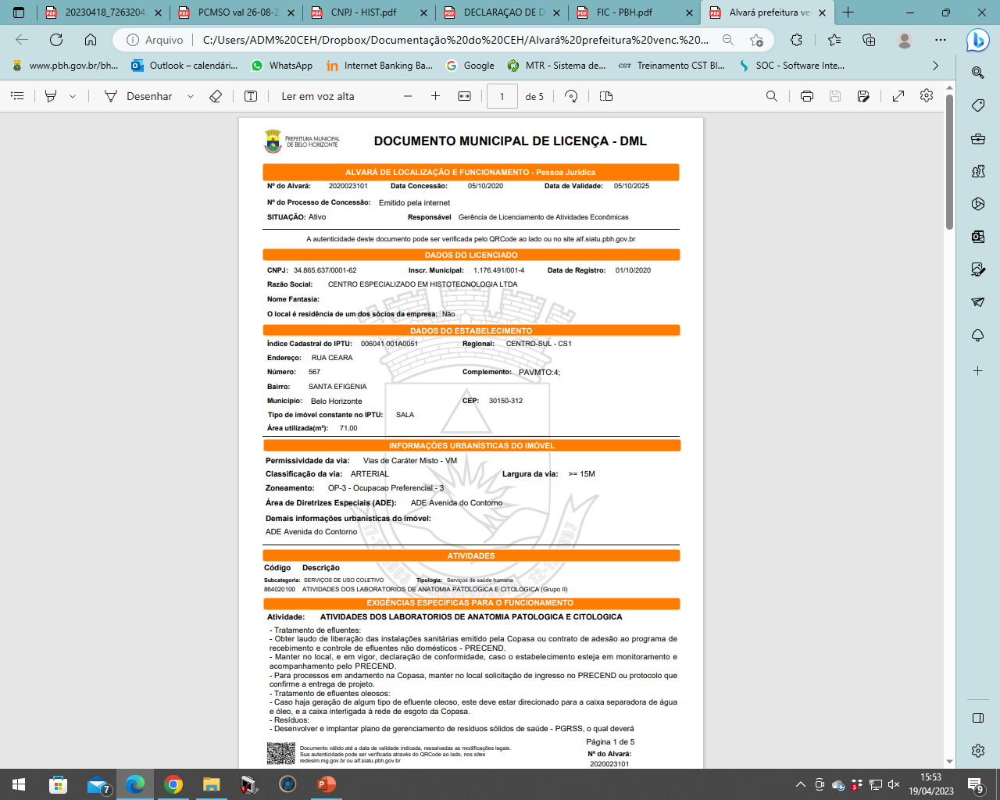 20230418_7263204.
PCMSO val 26-08-2
CNPJ - HIST.pdf
DECLARAÇAO DE D
FIC - PBH.pdf
Alvará prefeitura ve
Arquivo
C:/Users/ADM%20CEH/Dropbox/Documentação%20do%20CEH/Alvará%20prefeitura%20venc.%20...
www.pbh.gov.br/bh...
Outlook – calendári...
WhatsApp
Internet Banking Ba...
Google
MTR - Sistema de...
CST
Treinamento CST Bl...
SOC - Software Inte...
Desenhar
Ler em voz alta
1
de 5
PREFEITURA MUNICIPAL
DE BELO HORIZONTE
DOCUMENTO MUNICIPAL DE LICENÇA - DML
ALVARÁ DE LOCALIZAÇÃO E FUNCIONAMENTO - Pessoa Jurídica
Nº do Alvará: 2020023101 Data Concessão: 05/10/2020 Data de Validade: 05/10/2025
Nº do Processo de Concessão: Emitido pela internet
SITUAÇÃO: Ativo Responsável Gerência de Licenciamento de Atividades Econômicas
A autenticidade deste documento pode ser verificada pelo QRCode ao lado ou no site alf.siatu.pbh.gov.br
DADOS DO LICENCIADO
CNPJ: 34.865.637/0001-62 Inscr. Municipal: 1.176.491/001-4 Data de Registro: 01/10/2020
Razão Social: CENTRO ESPECIALIZADO EM HISTOTECNOLOGIA LTDA
Nome Fantasia:
O local é residência de um dos sócios da empresa: Não
DADOS DO ESTABELECIMENTO
Índice Cadastral do IPTU: 006041 001A0051 Regional: CENTRO-SUL - CS1
Endereço: RUA CEARA
Número: 567 Complemento: PAVMTO:4;
Bairro: SANTA EFIGENIA
Município: Belo Horizonte CEP: 30150-312
Tipo de imóvel constante no IPTU: SALA
Área utilizada(m²): 71,00
INFORMAÇÕES URBANÍSTICAS DO IMÓVEL
Permissividade da via: Vias de Caráter Misto - VM
Classificação da via: ARTERIAL Largura da via: >= 15M
Zoneamento: OP-3 - Ocupacao Preferencial - 3
Área de Diretrizes Especiais (ADE): ADE Avenida do Contorno
Demais informações urbanísticas do imóvel:
ADE Avenida do Contorno
ATIVIDADES
Código Descrição
Subcategoria: SERVIÇOS DE USO COLETIVO Tipologia: Serviços de saúde humana
864020100 ATIVIDADES DOS LABORATORIOS DE ANATOMIA PATOLOGICA E CITOLOGICA (Grupo II)
EXIGÊNCIAS ESPECÍFICAS PARA O FUNCIONAMENTO
Atividade: ATIVIDADES DOS LABORATORIOS DE ANATOMIA PATOLOGICA E CITOLOGICA
- Tratamento de efluentes:
- Obter laudo de liberação das instalações sanitárias emitido pela Copasa ou contrato de adesão ao programa de
recebimento e controle de efluentes não domésticos - PRECEND.
- Manter no local, e em vigor, declaração de conformidade, caso o estabelecimento esteja em monitoramento e
acompanhamento pelo PRECEND.
- Para processos em andamento na Copasa, manter no local solicitação de ingresso no PRECEND ou protocolo que
confirme a entrega de projeto.
- Tratamento de efluentes oleosos:
- Caso haja geração de algum tipo de efluente oleoso, este deve estar direcionado para a caixa separadora de água
e óleo, e a caixa interligada à rede de esgoto da Copasa.
- Resíduos:
- Desenvolver e implantar plano de gerenciamento de resíduos sólidos de saúde - PGRSS, o qual deverá
Página 1 de 5
Documento válido até a data de validade indicada, ressalvadas as modificações legais.
Sua autenticidade pode ser verificada através do QRCode ao lado, nos sites
redesim.mg.gov.br ou alf.siatu.pbh.gov.br
Nº do Alvará:
2020023101
7
15:53
19/04/2023
9